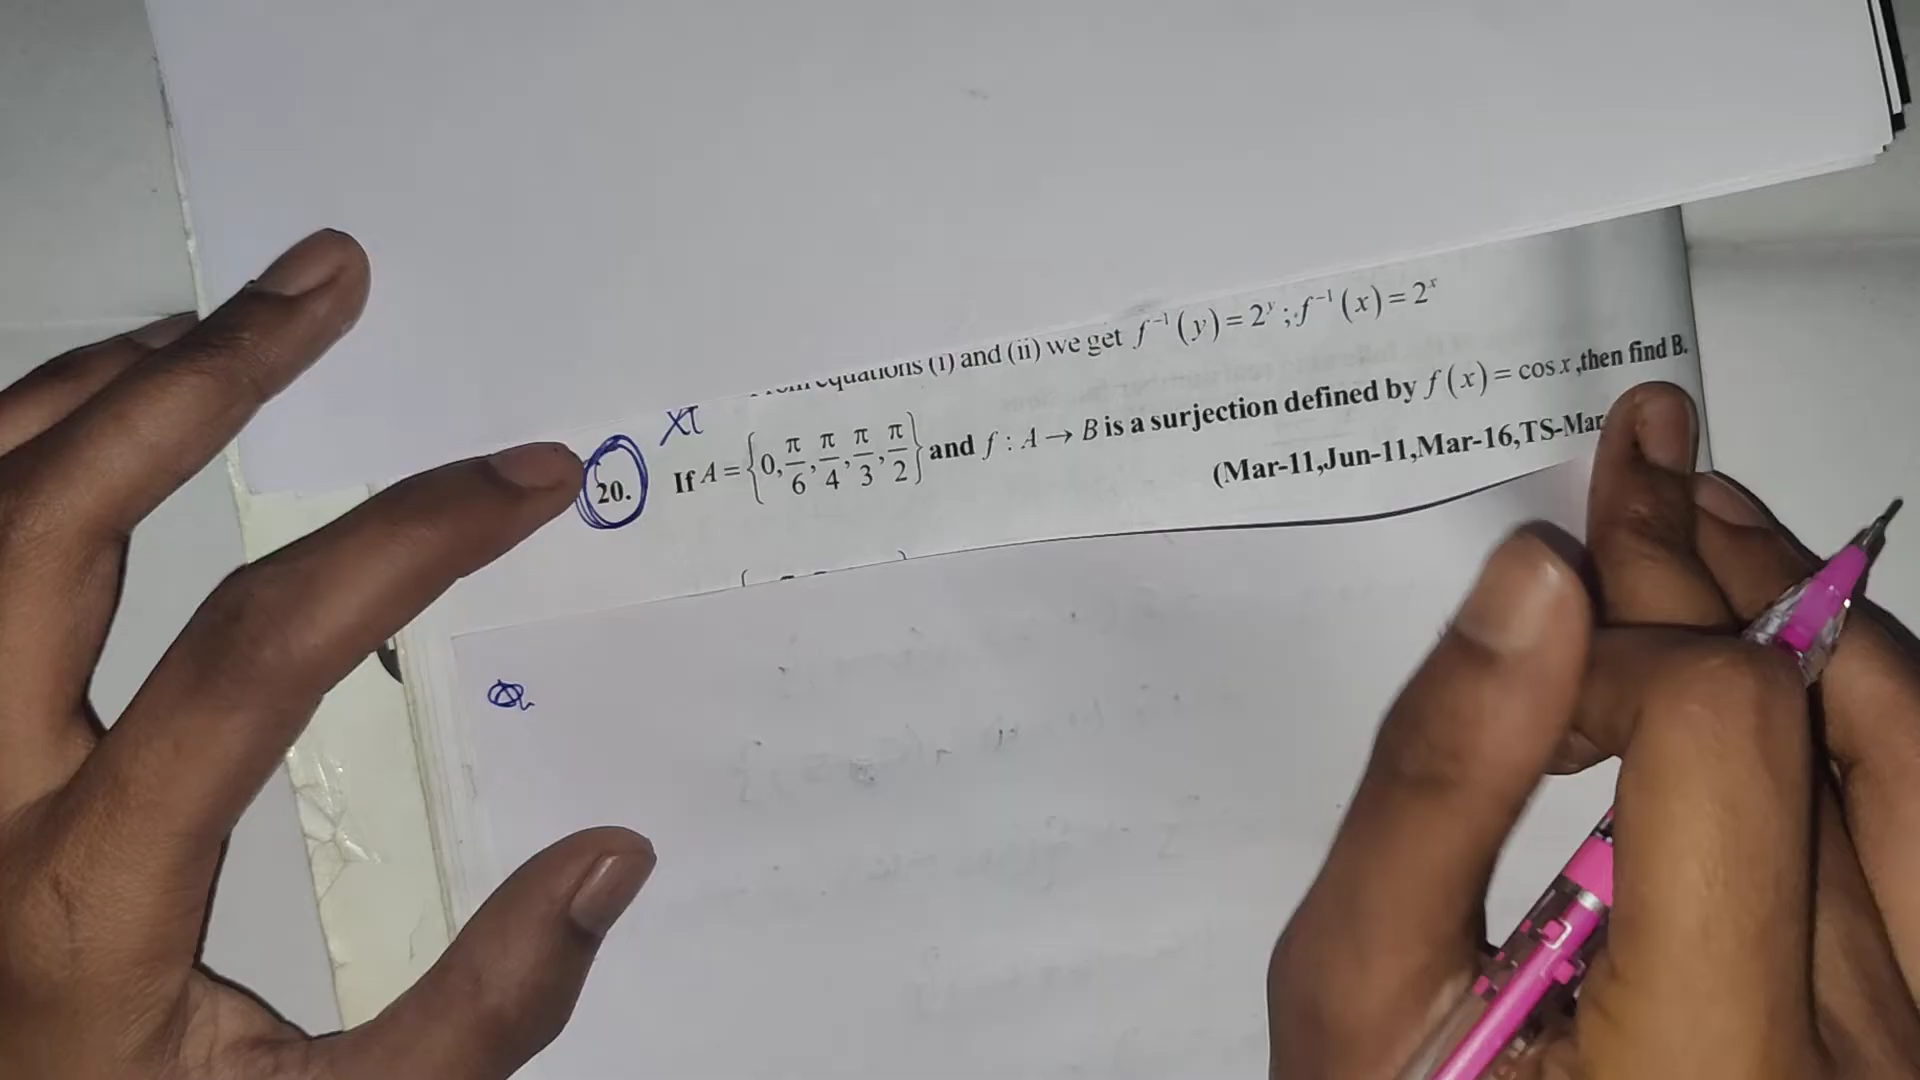 equations (i) and (ii) we get f⁻¹(y) = 2ʸ ; f⁻¹(x) = 2ˣ
XI
20. If A = {0, π/6, π/4, π/3, π/2} and f : A → B is a surjection defined by f(x) = cos x ,then find B.
(Mar-11,Jun-11,Mar-16,TS-Mar